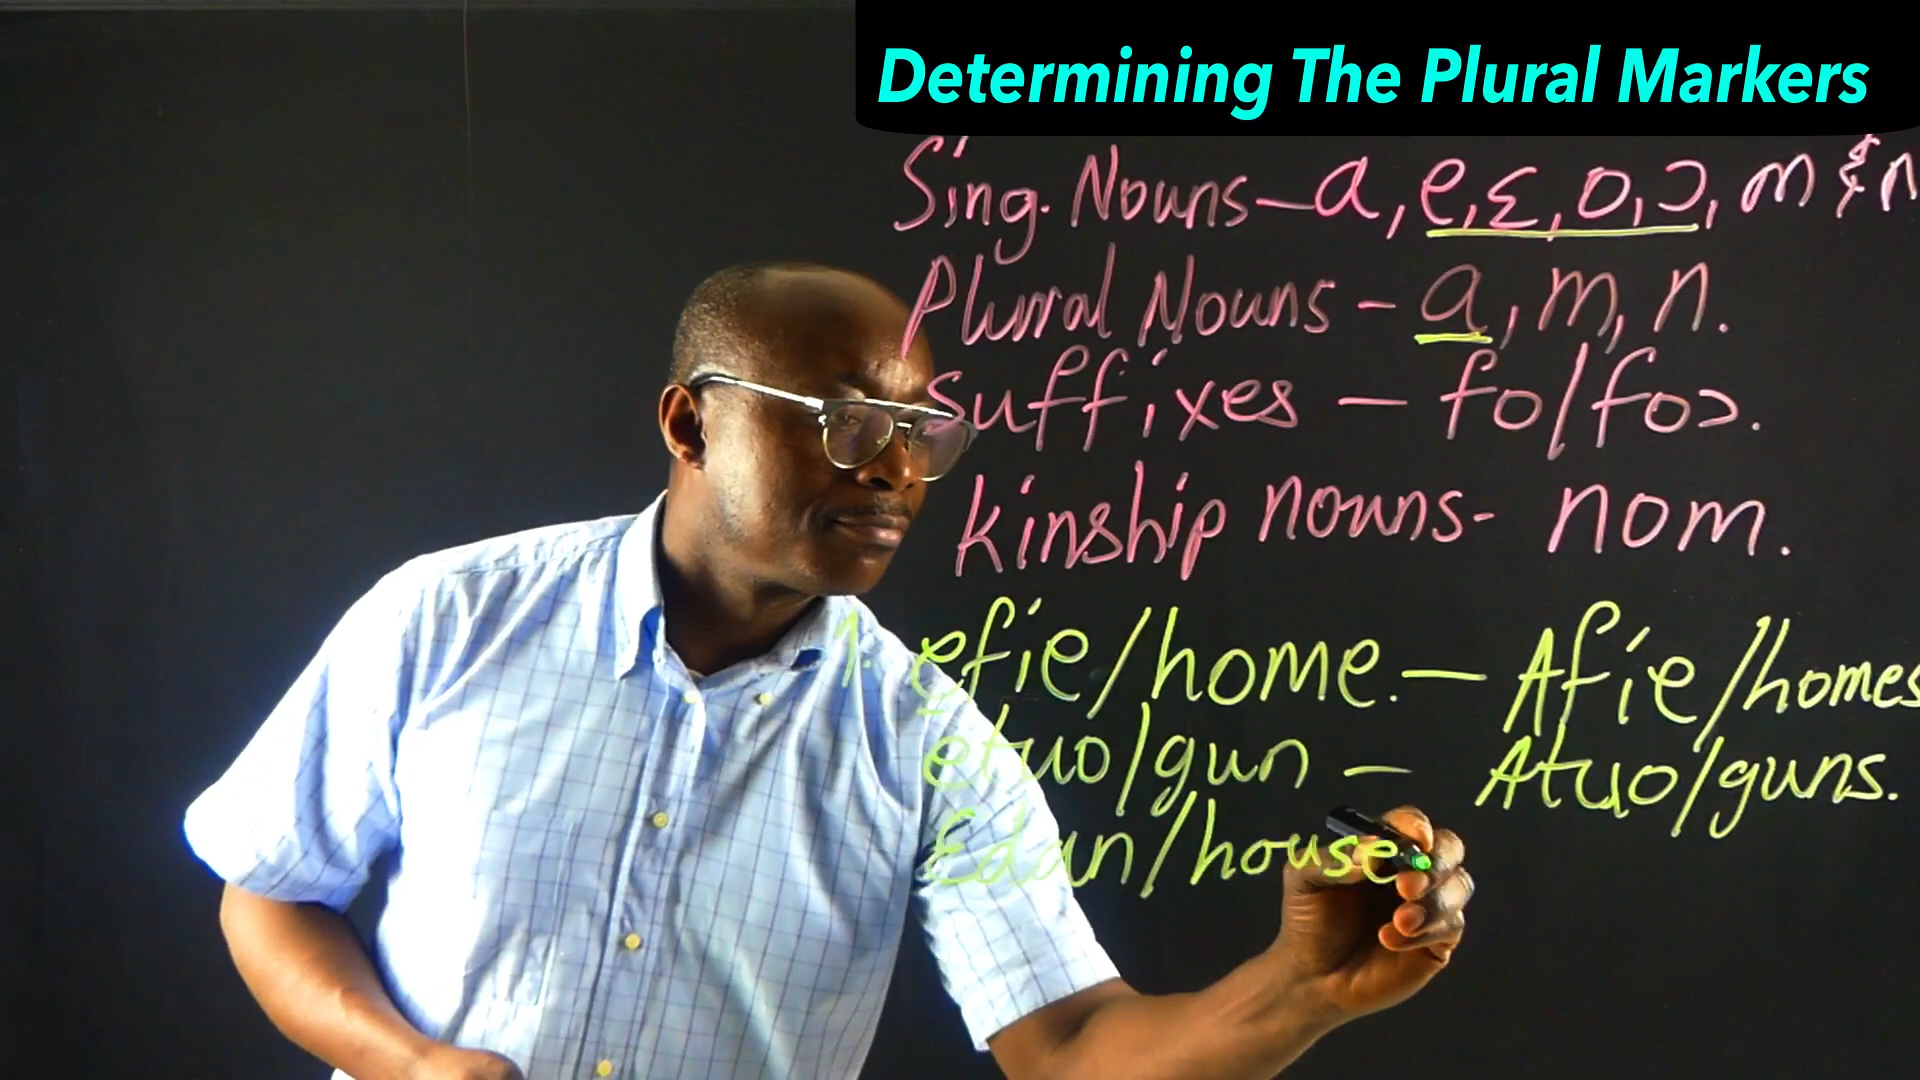 Determining The Plural Markers
Sing. Nouns - a, e, ɛ, o, ɔ, m & n
Plural Nouns - a, m, n.
Suffixes - fo/foɔ.
Kinship nouns - nom.
1. efie/home. - Afie/homes
etuo/gun - Atuo/guns.
Edan/house